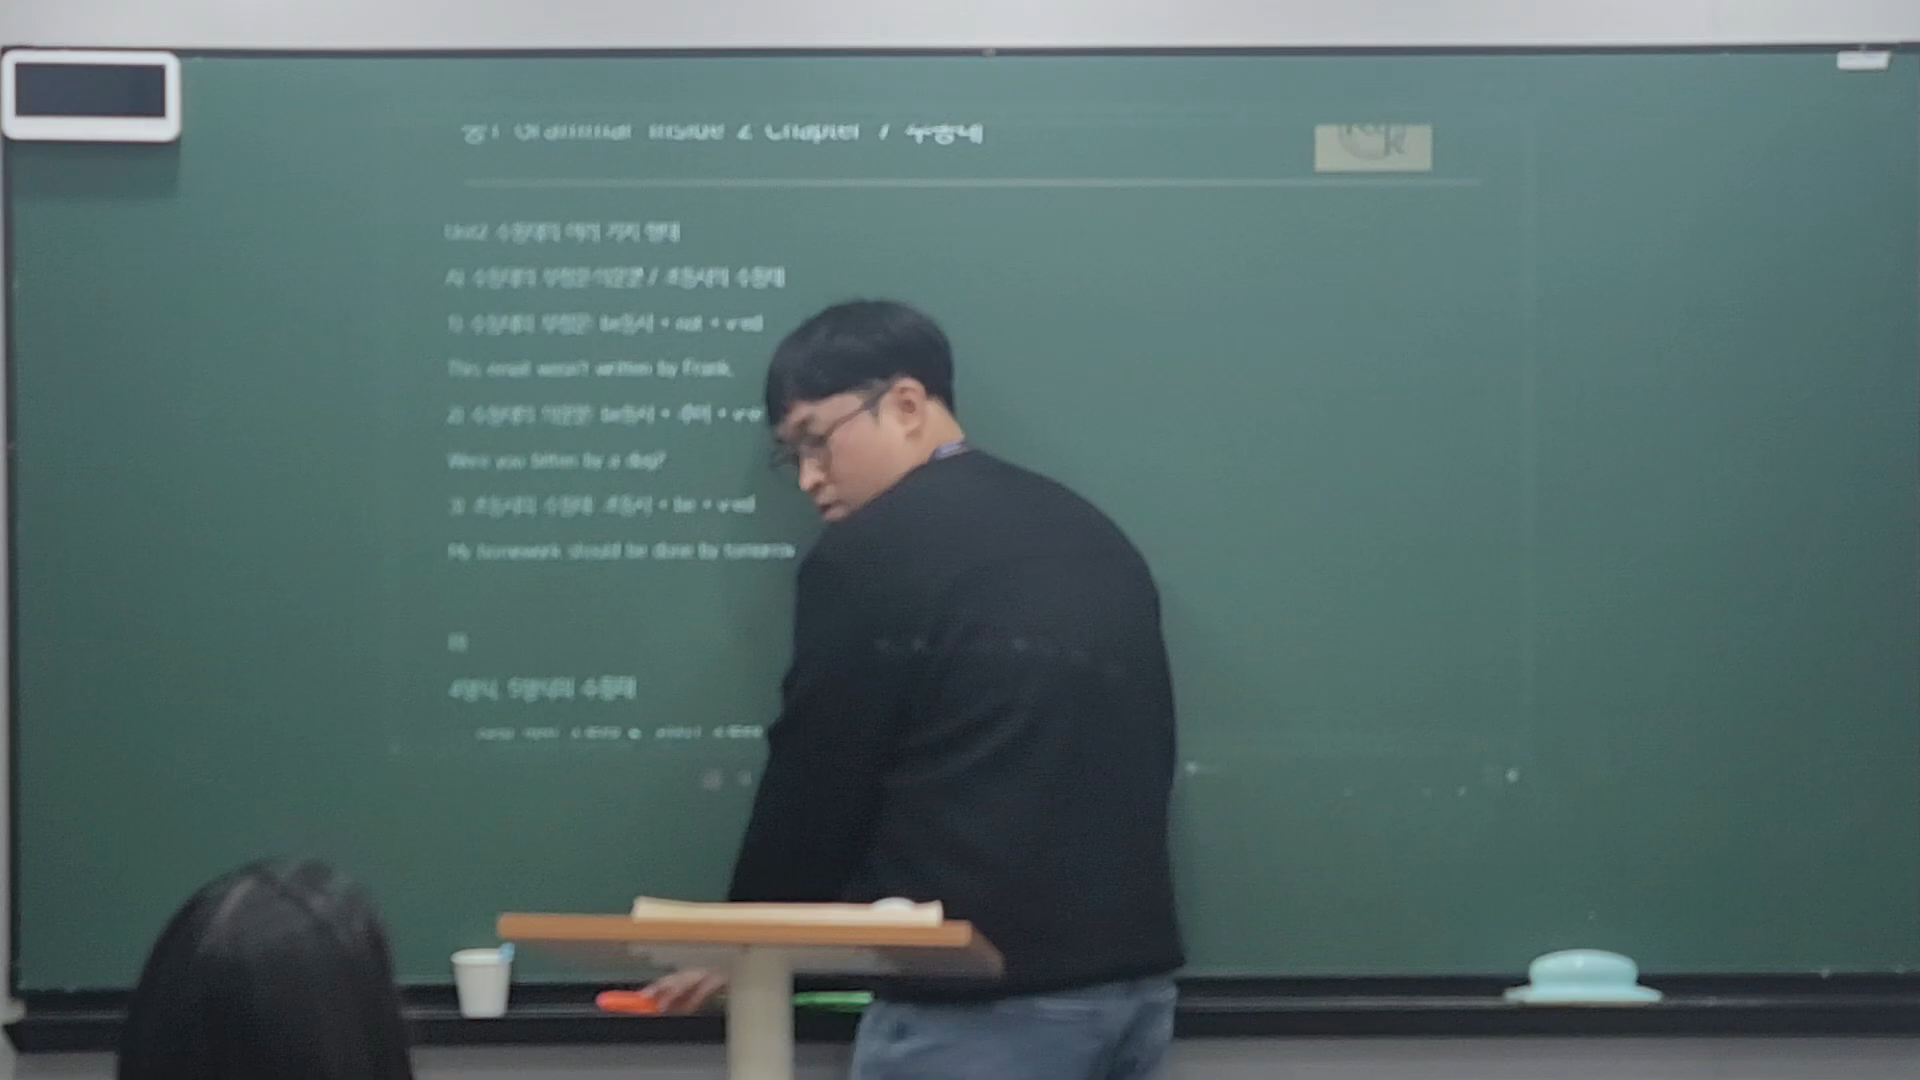 중1 Grammar Inside 2 Chapter 7 수동태
Unit2 수동태의 여러 가지 형태
A) 수동태의 부정문·의문문 / 조동사의 수동태
1) 수동태의 부정문: be동사 + not + v-ed
This email wasn't written by Frank.
2) 수동태의 의문문: be동사 + 주어 +
Were you bitten by a dog?
3) 조동사의 수동태: 조동사 + be + v-ed
My homework should be done by tomorrow
4형식, 5형식의 수동태